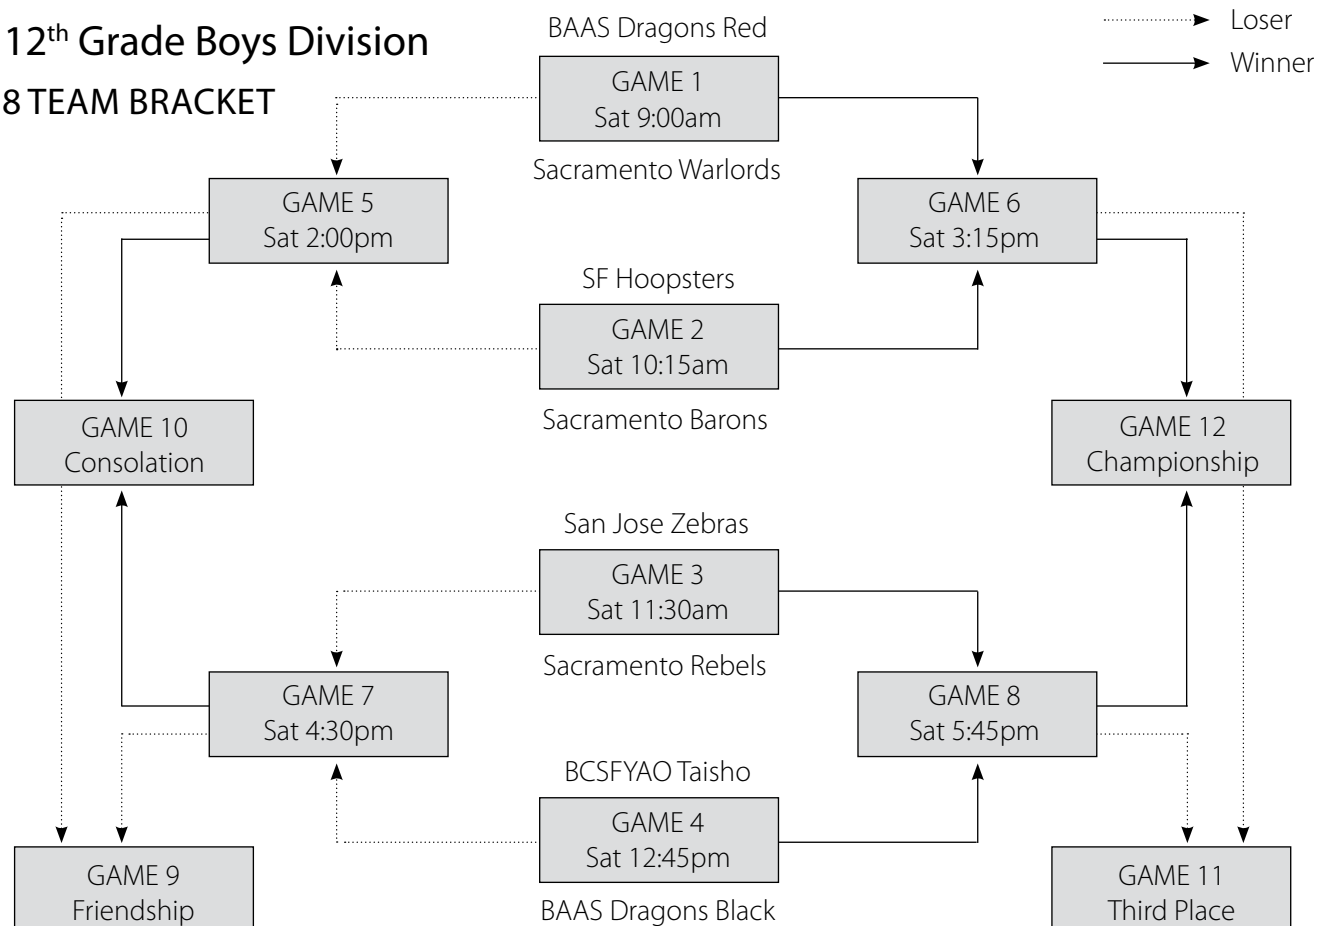 12th Grade Boys Division
8 TEAM BRACKET
Loser
Winner
BAAS Dragons Red
GAME 1
Sat 9:00am
Sacramento Warlords
GAME 5
Sat 2:00pm
GAME 6
Sat 3:15pm
SF Hoopsters
GAME 2
Sat 10:15am
Sacramento Barons
GAME 10
Consolation
GAME 12
Championship
San Jose Zebras
GAME 3
Sat 11:30am
Sacramento Rebels
GAME 7
Sat 4:30pm
GAME 8
Sat 5:45pm
BCSFYAO Taisho
GAME 4
Sat 12:45pm
BAAS Dragons Black
GAME 9
Friendship
GAME 11
Third Place